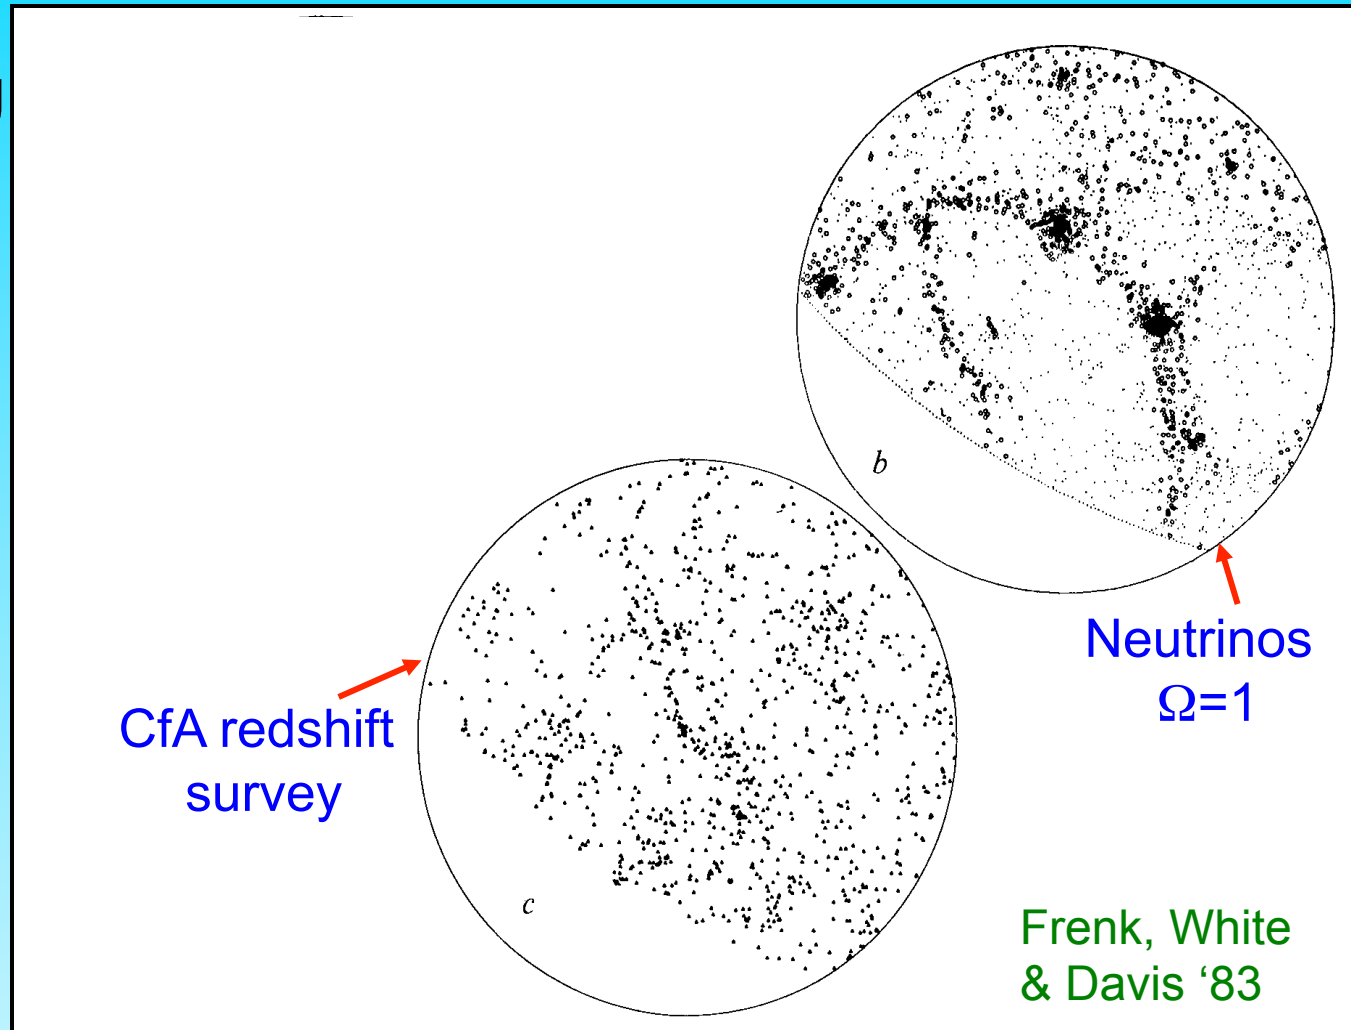 b
Neutrinos
Ω=1
CfA redshift
survey
c
Frenk, White
& Davis ‘83